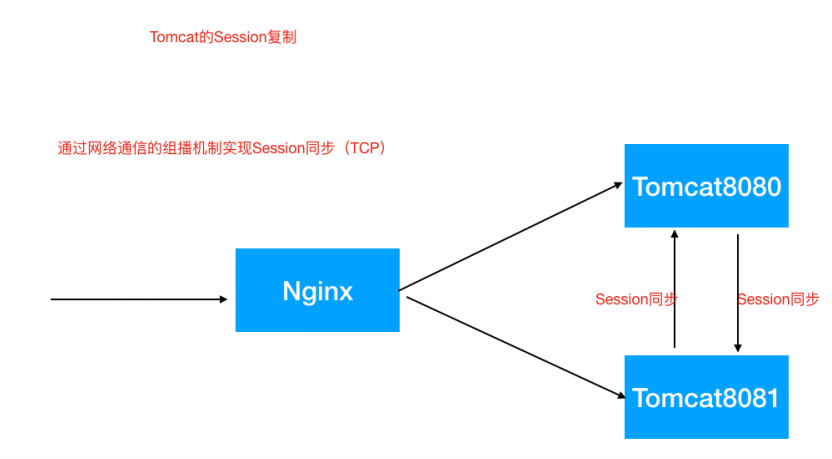 Tomcat的Session复制
通过网络通信的组播机制实现Session同步（TCP）
Tomcat8080
Nginx
Session同步
Session同步
Tomcat8081